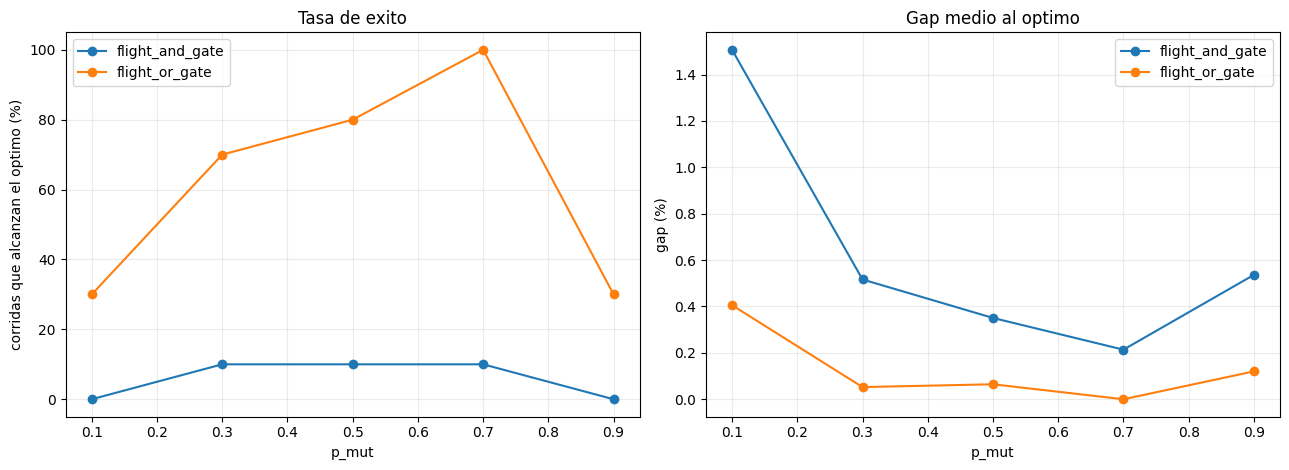 Tasa de exito
flight_and_gate
flight_or_gate
corridas que alcanzan el optimo (%)
100
80
60
40
20
0
0.1 0.2 0.3 0.4 0.5 0.6 0.7 0.8 0.9
p_mut
Gap medio al optimo
flight_and_gate
flight_or_gate
gap (%)
1.4
1.2
1.0
0.8
0.6
0.4
0.2
0.0
0.1 0.2 0.3 0.4 0.5 0.6 0.7 0.8 0.9
p_mut